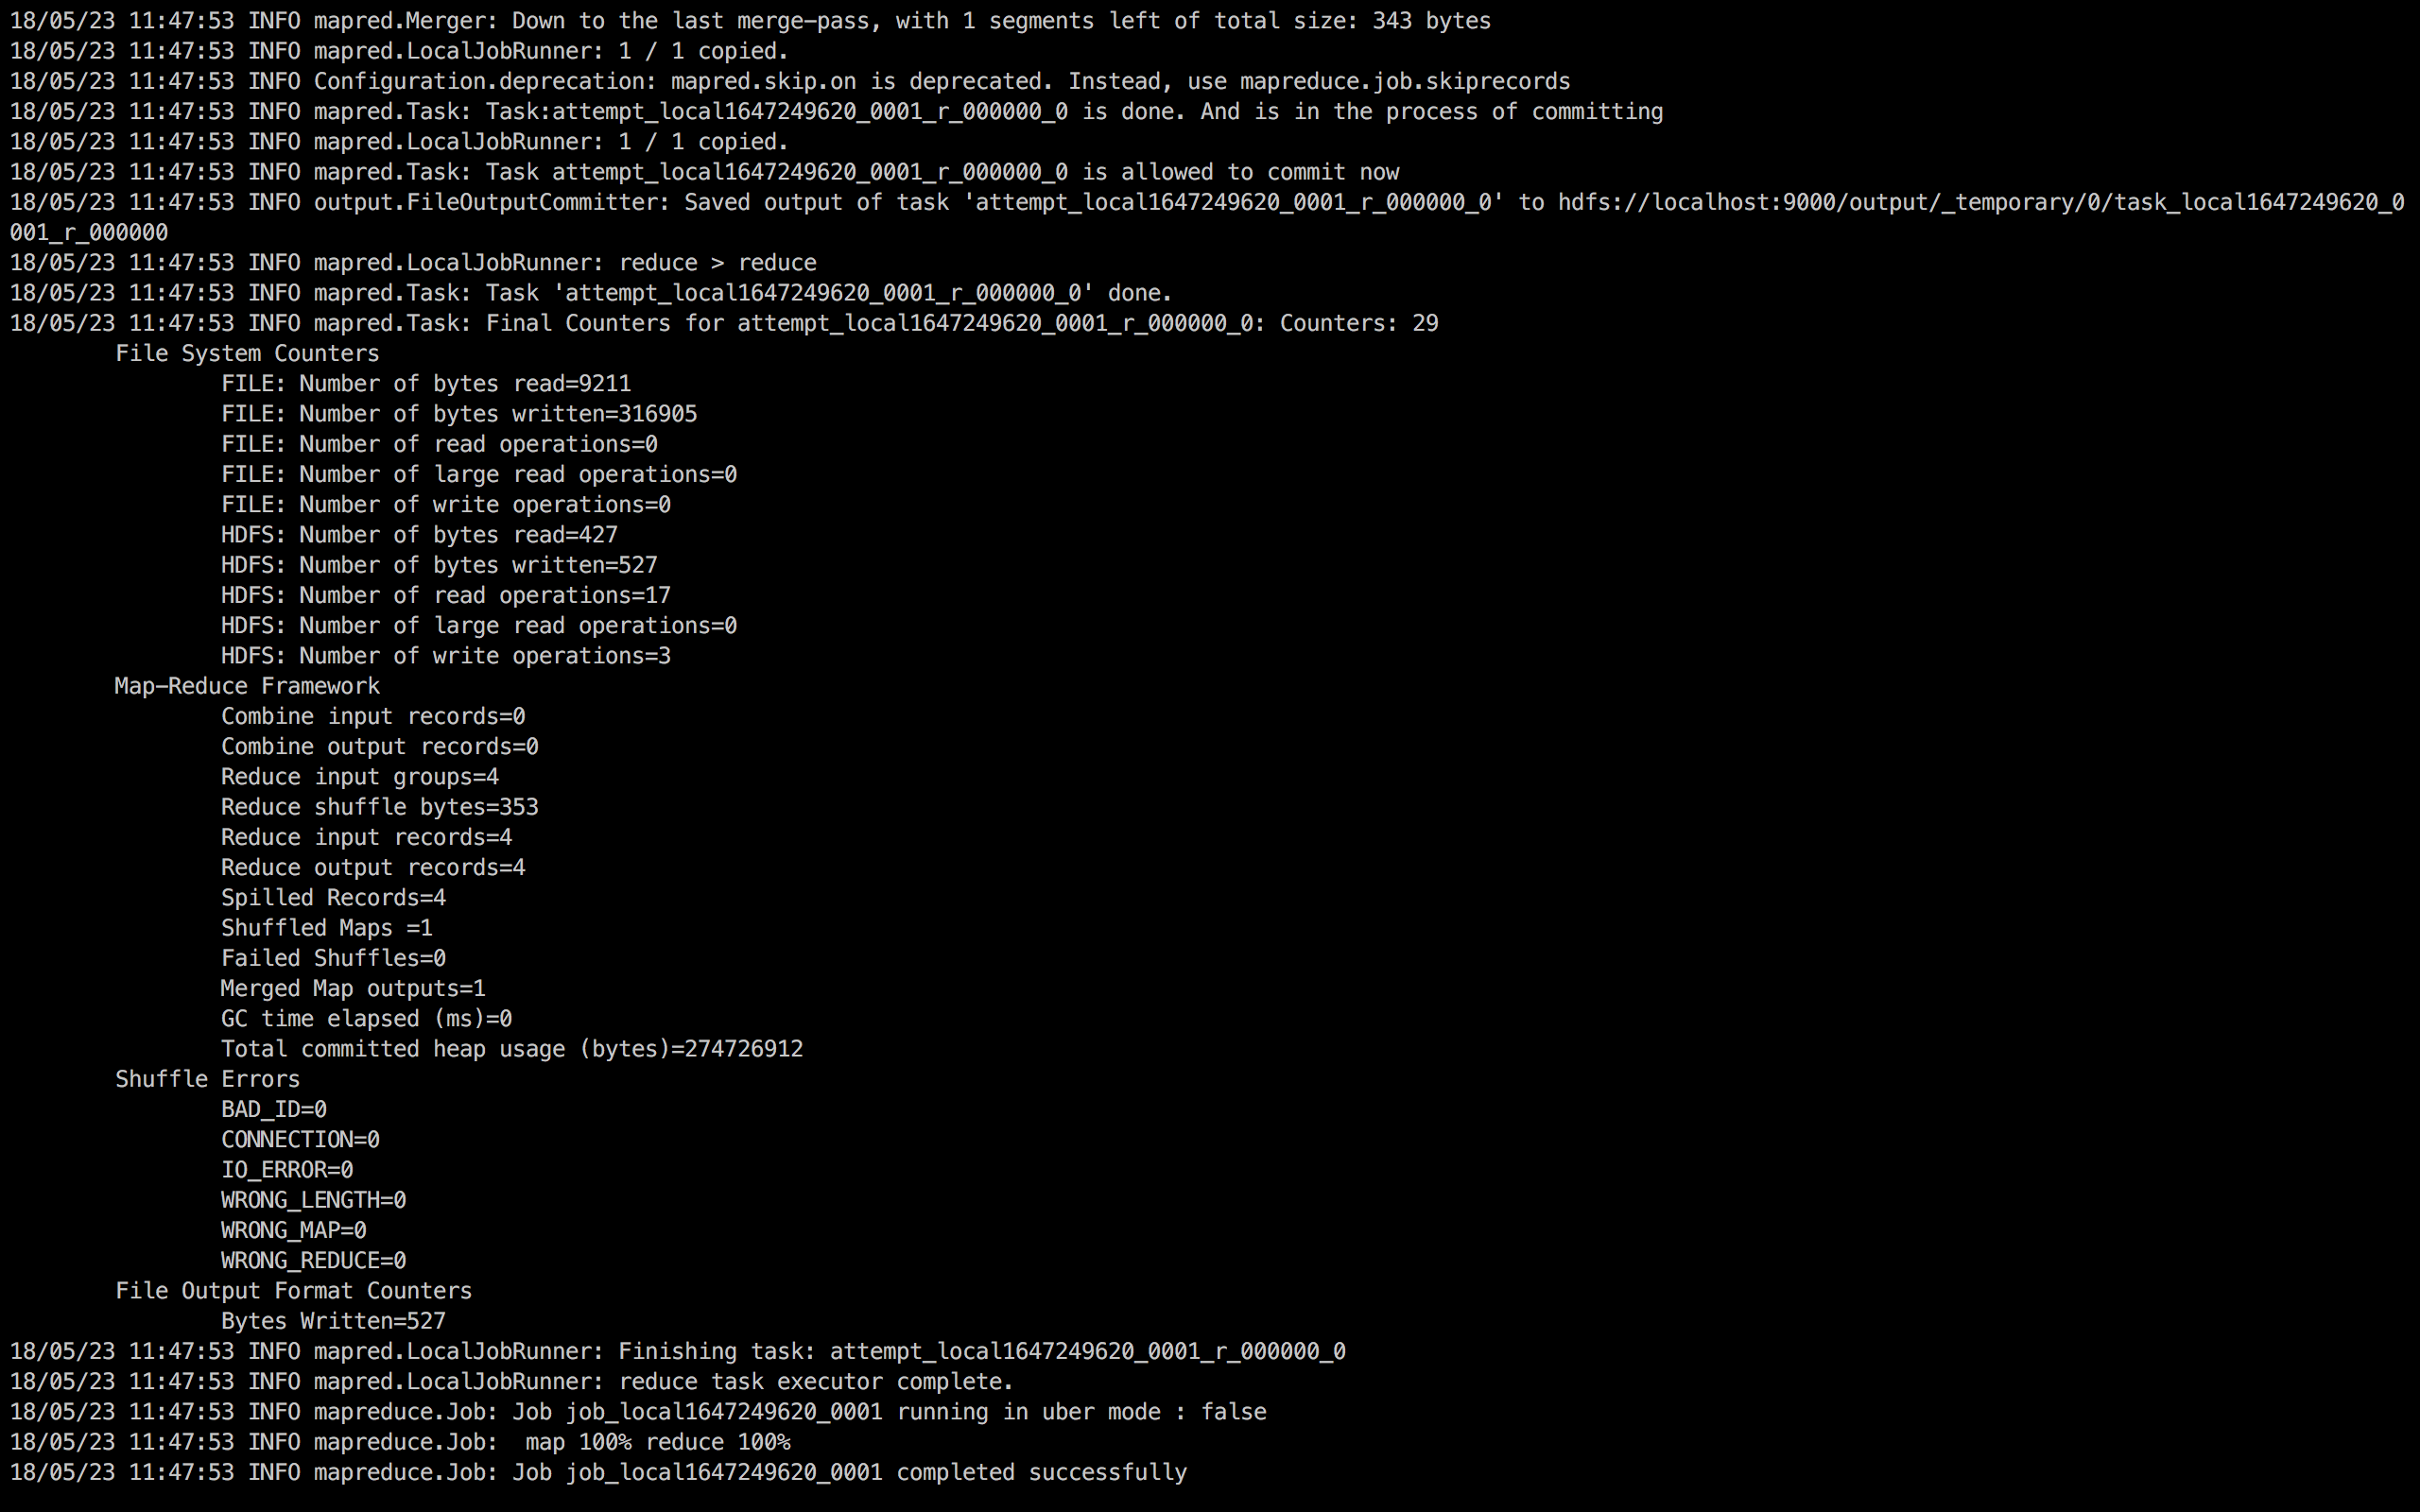 18/05/23 11:47:53 INFO mapred.Merger: Down to the last merge-pass, with 1 segments left of total size: 343 bytes
18/05/23 11:47:53 INFO mapred.LocalJobRunner: 1 / 1 copied.
18/05/23 11:47:53 INFO Configuration.deprecation: mapred.skip.on is deprecated. Instead, use mapreduce.job.skiprecords
18/05/23 11:47:53 INFO mapred.Task: Task:attempt_local1647249620_0001_r_000000_0 is done. And is in the process of committing
18/05/23 11:47:53 INFO mapred.LocalJobRunner: 1 / 1 copied.
18/05/23 11:47:53 INFO mapred.Task: Task attempt_local1647249620_0001_r_000000_0 is allowed to commit now
18/05/23 11:47:53 INFO output.FileOutputCommitter: Saved output of task 'attempt_local1647249620_0001_r_000000_0' to hdfs://localhost:9000/output/_temporary/0/task_local1647249620_0
001_r_000000
18/05/23 11:47:53 INFO mapred.LocalJobRunner: reduce > reduce
18/05/23 11:47:53 INFO mapred.Task: Task 'attempt_local1647249620_0001_r_000000_0' done.
18/05/23 11:47:53 INFO mapred.Task: Final Counters for attempt_local1647249620_0001_r_000000_0: Counters: 29
File System Counters
FILE: Number of bytes read=9211
FILE: Number of bytes written=316905
FILE: Number of read operations=0
FILE: Number of large read operations=0
FILE: Number of write operations=0
HDFS: Number of bytes read=427
HDFS: Number of bytes written=527
HDFS: Number of read operations=17
HDFS: Number of large read operations=0
HDFS: Number of write operations=3
Map-Reduce Framework
Combine input records=0
Combine output records=0
Reduce input groups=4
Reduce shuffle bytes=353
Reduce input records=4
Reduce output records=4
Spilled Records=4
Shuffled Maps =1
Failed Shuffles=0
Merged Map outputs=1
GC time elapsed (ms)=0
Total committed heap usage (bytes)=274726912
Shuffle Errors
BAD_ID=0
CONNECTION=0
IO_ERROR=0
WRONG_LENGTH=0
WRONG_MAP=0
WRONG_REDUCE=0
File Output Format Counters
Bytes Written=527
18/05/23 11:47:53 INFO mapred.LocalJobRunner: Finishing task: attempt_local1647249620_0001_r_000000_0
18/05/23 11:47:53 INFO mapred.LocalJobRunner: reduce task executor complete.
18/05/23 11:47:53 INFO mapreduce.Job: Job job_local1647249620_0001 running in uber mode : false
18/05/23 11:47:53 INFO mapreduce.Job:  map 100% reduce 100%
18/05/23 11:47:53 INFO mapreduce.Job: Job job_local1647249620_0001 completed successfully